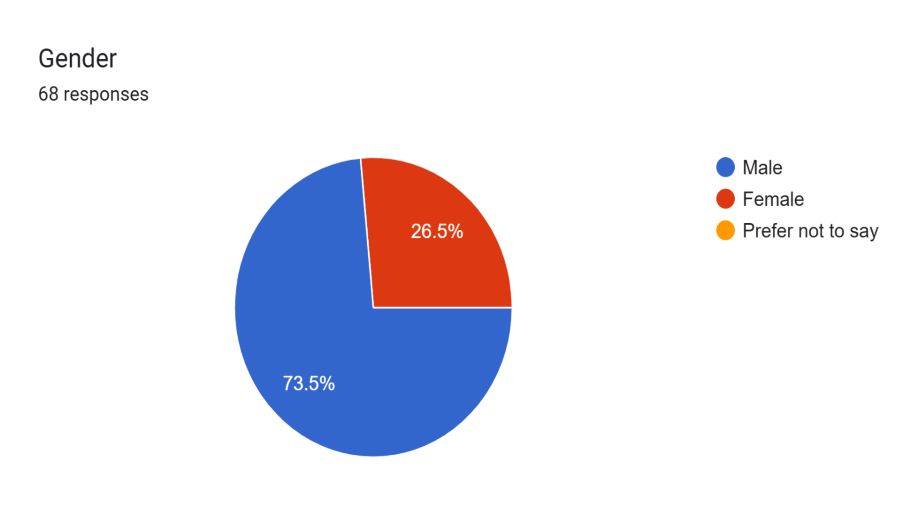 Gender
68 responses
Male
Female
Prefer not to say
26.5%
73.5%